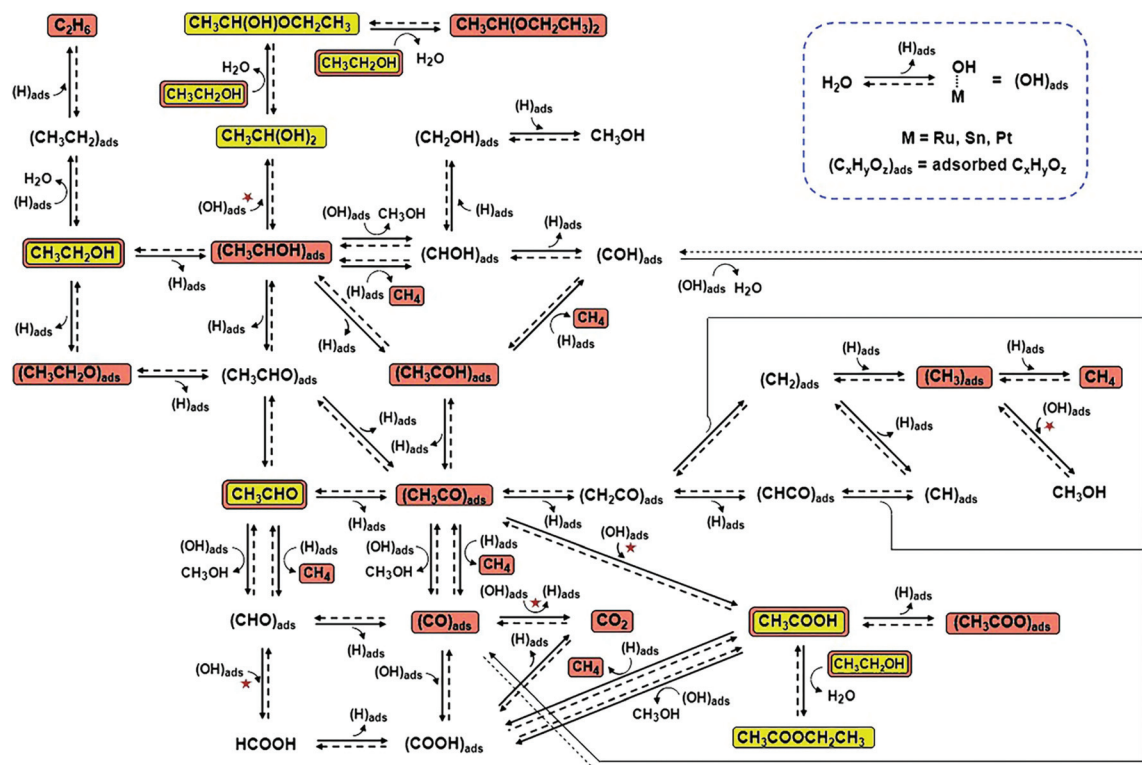 C₂H₆
CH₃CH(OH)OCH₂CH₃
CH₃CH(OCH₂CH₃)₂
CH₃CH₂OH
H₂O
H₂O
CH₃CH₂OH
(H)ads
(CH₃CH₂)ads
CH₃CH(OH)₂
(CH₂OH)ads
(H)ads
CH₃OH
H₂O
(H)ads
OH
M
= (OH)ads
M = Ru, Sn, Pt
(CₓHᵧO_z)ads = adsorbed CₓHᵧO_z
H₂O
(H)ads
(OH)ads
(H)ads
CH₃CH₂OH
(H)ads
(CH₃CHOH)ads
(OH)ads
CH₃OH
(H)ads
CH₄
(CHOH)ads
(H)ads
(COH)ads
(OH)ads
H₂O
(H)ads
(H)ads
(H)ads
CH₄
(H)ads
(CH₃CH₂O)ads
(H)ads
(CH₃CHO)ads
(CH₃COH)ads
(CH₂)ads
(H)ads
(CH₃)ads
(H)ads
CH₄
(H)ads
(H)ads
(H)ads
(OH)ads
CH₃CHO
(H)ads
(CH₃CO)ads
(H)ads
(CH₂CO)ads
(H)ads
(CHCO)ads
(CH)ads
CH₃OH
(OH)ads
CH₃OH
(H)ads
CH₄
(OH)ads
CH₃OH
(H)ads
CH₄
(OH)ads
(CHO)ads
(H)ads
(CO)ads
(OH)ads
(H)ads
CO₂
CH₃COOH
(H)ads
(CH₃COO)ads
(OH)ads
(OH)ads
(H)ads
CH₄
(H)ads
CH₃OH
(OH)ads
CH₃CH₂OH
H₂O
HCOOH
(H)ads
(COOH)ads
CH₃COOCH₂CH₃